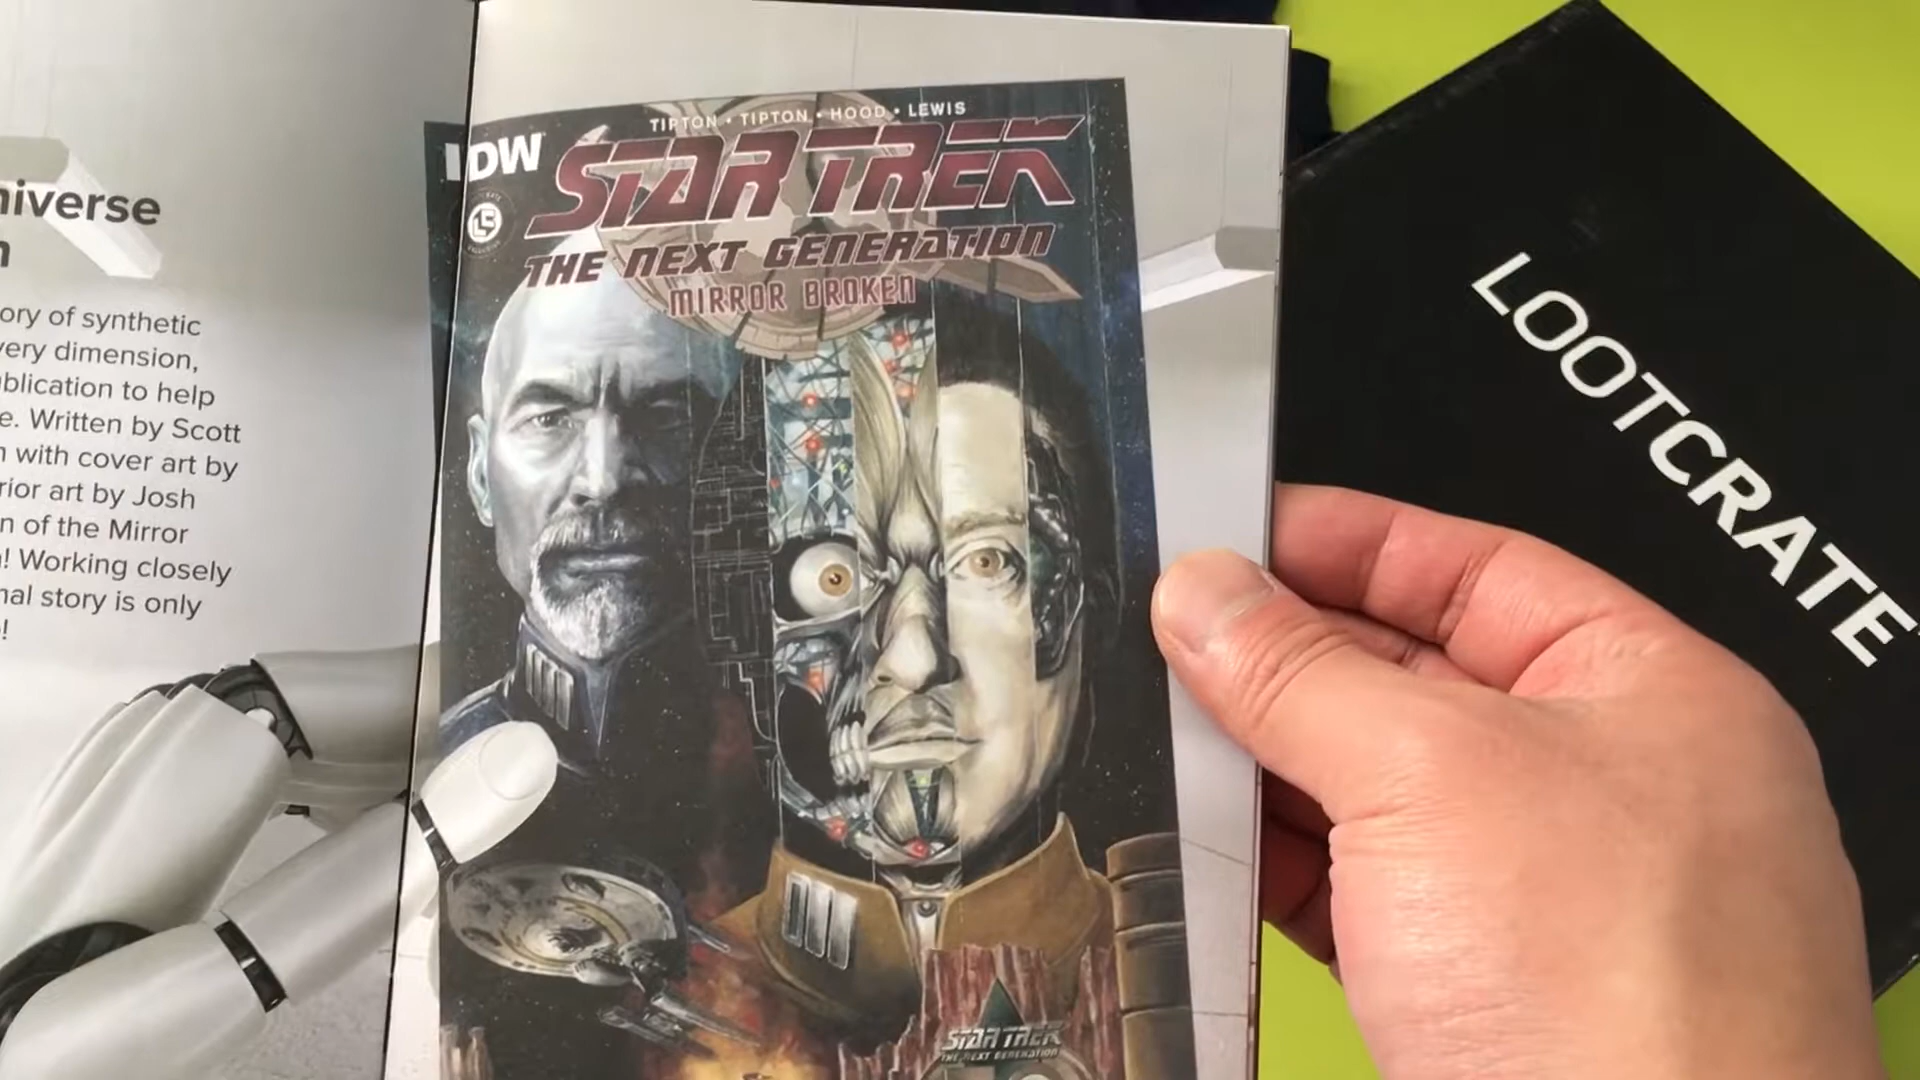 niverse
n
ory of synthetic
very dimension,
blication to help
e. Written by Scott
n with cover art by
rior art by Josh
n of the Mirror
! Working closely
nal story is only
!
TIPTON • TIPTON • HOOD • LEWIS
IDW
STAR TREK
THE NEXT GENERATION
MIRROR BROKEN
STAR TREK
THE NEXT GENERATION
LOOTCRATE